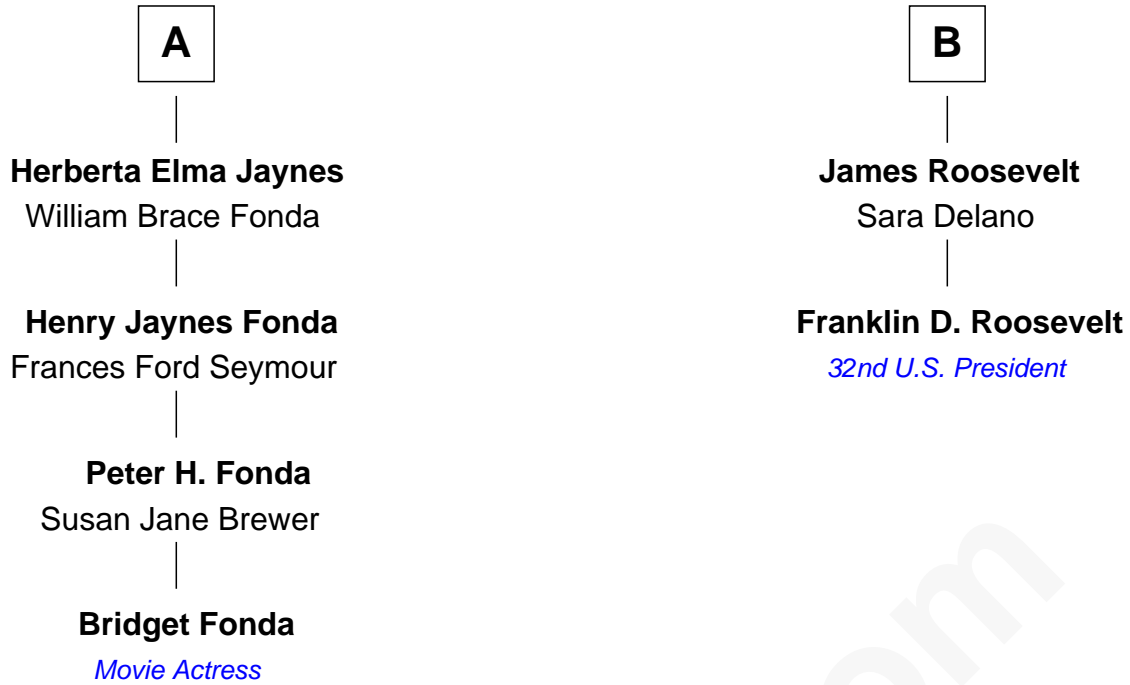 A
Herberta Elma Jaynes
William Brace Fonda
Henry Jaynes Fonda
Frances Ford Seymour
Peter H. Fonda
Susan Jane Brewer
Bridget Fonda
Movie Actress
B
James Roosevelt
Sara Delano
Franklin D. Roosevelt
32nd U.S. President
om